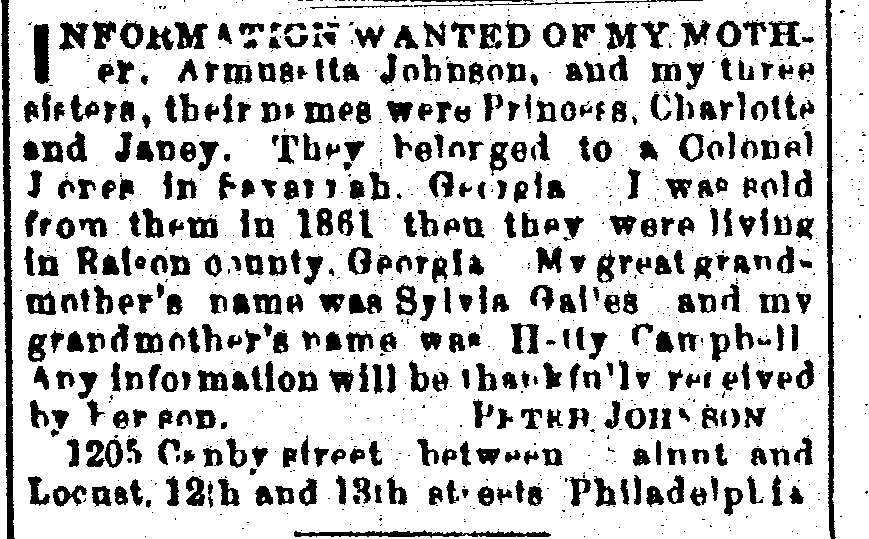 INFORMATION WANTED OF MY MOTH-
er, Armusetta Johnson, and my three
sisters, their names were Princess, Charlotte
and Janey. They belonged to a Colonel
Jones in Savannah, Georgia I was sold
from them in 1861 then they were living
in county, Georgia My great grand-
mother's name was Sylvia and my
grandmother's name was Hetty Campbell
Any information will be thankfully received
by her son. PETER JOHNSON
1205 Canby street between alnut and
Locust, 12th and 13th streets Philadelphia